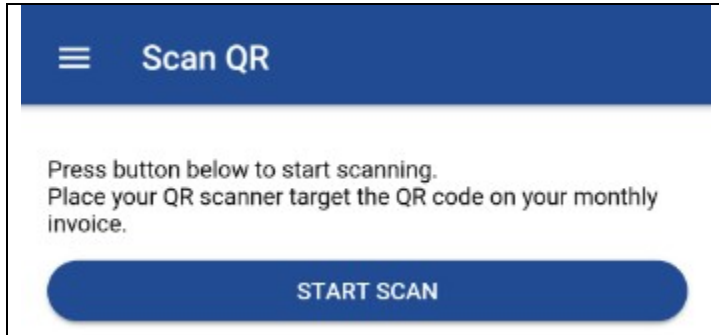 Scan QR
Press button below to start scanning.
Place your QR scanner target the QR code on your monthly
invoice.
START SCAN